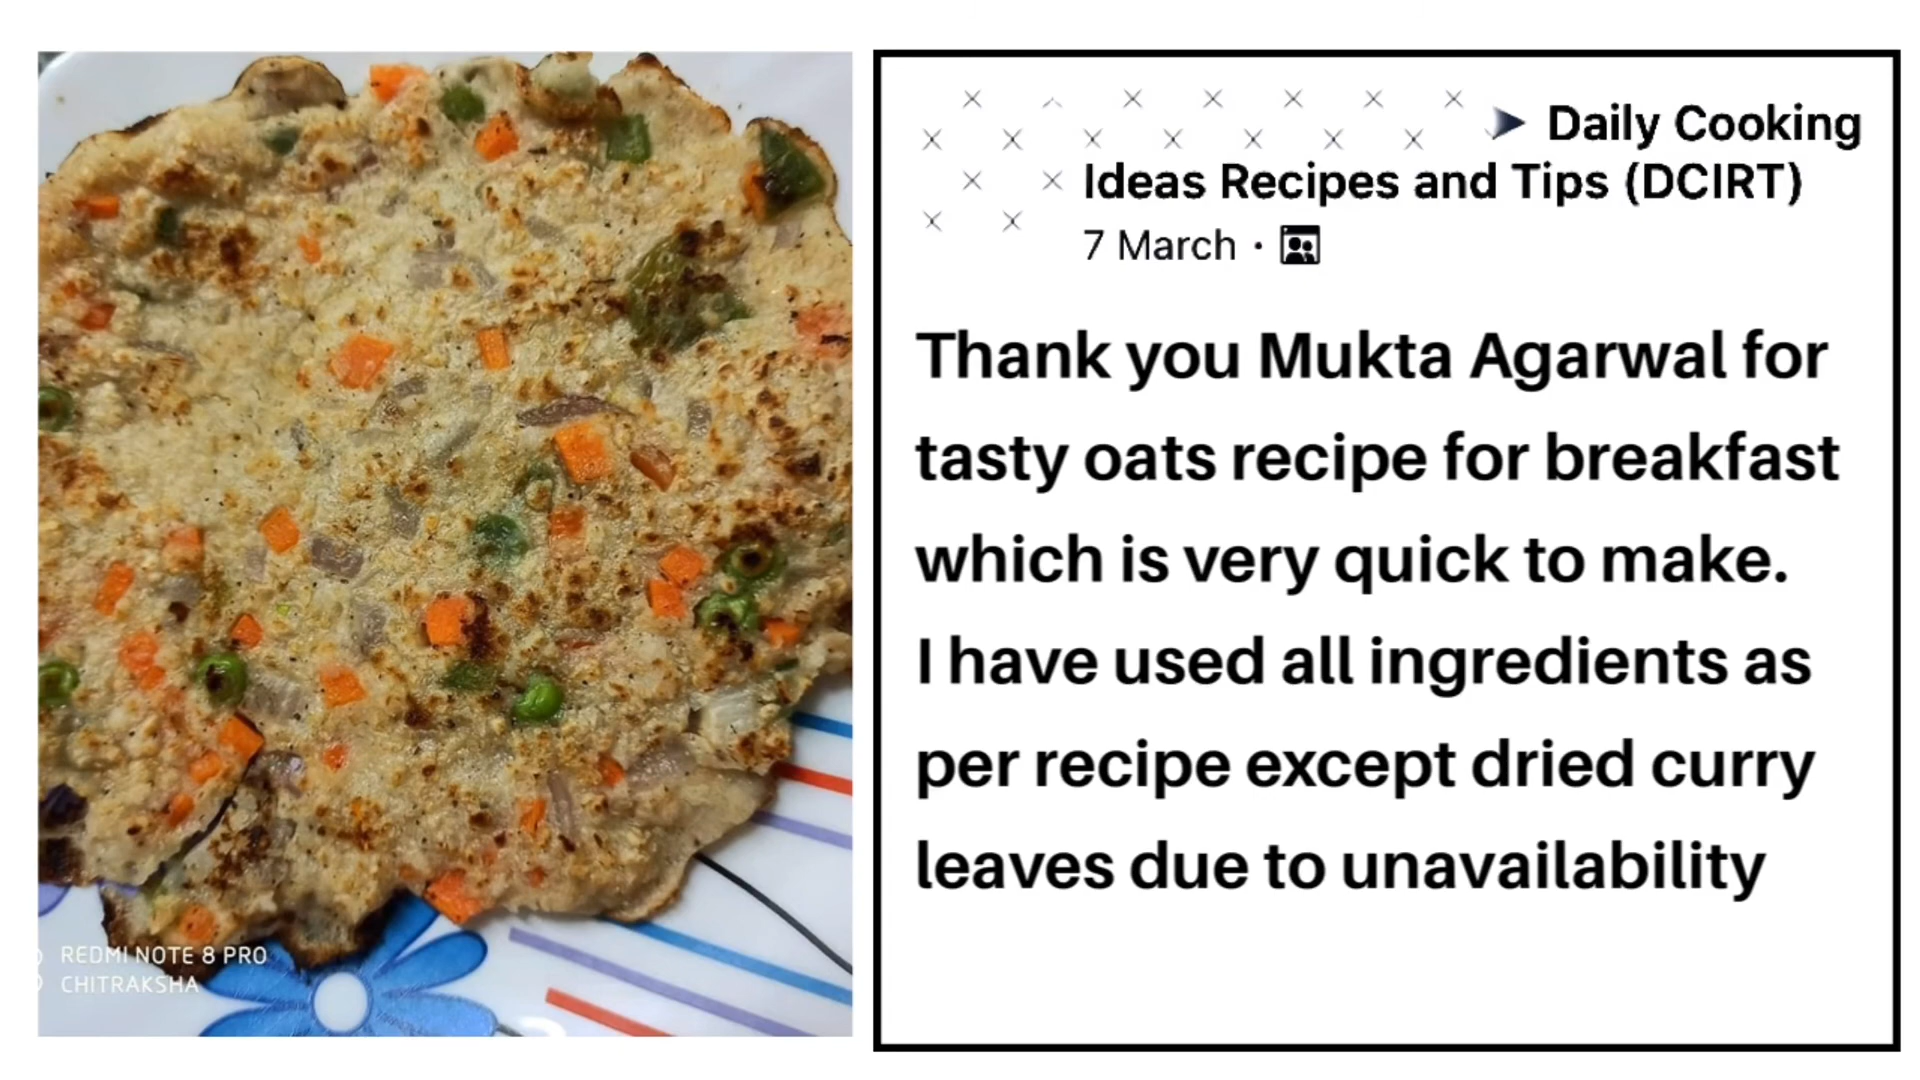 REDMI NOTE 8 PRO
CHITRAKSHA
Daily Cooking
Ideas Recipes and Tips (DCIRT)
7 March ·
Thank you Mukta Agarwal for
tasty oats recipe for breakfast
which is very quick to make.
I have used all ingredients as
per recipe except dried curry
leaves due to unavailability